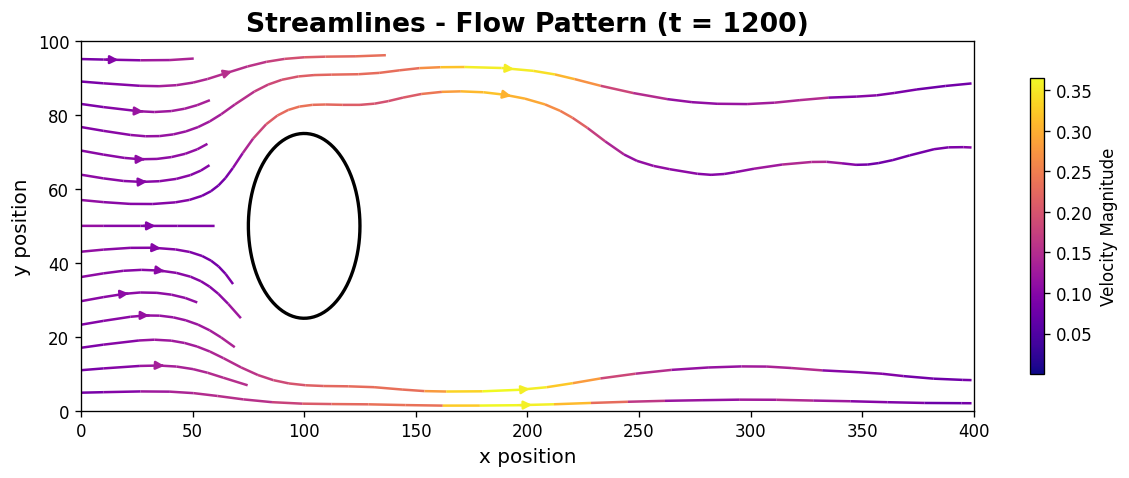 Streamlines - Flow Pattern (t = 1200)
100
80
60
40
20
0
y position
0 50 100 150 200 250 300 350 400
x position
0.35
0.30
0.25
0.20
0.15
0.10
0.05
Velocity Magnitude